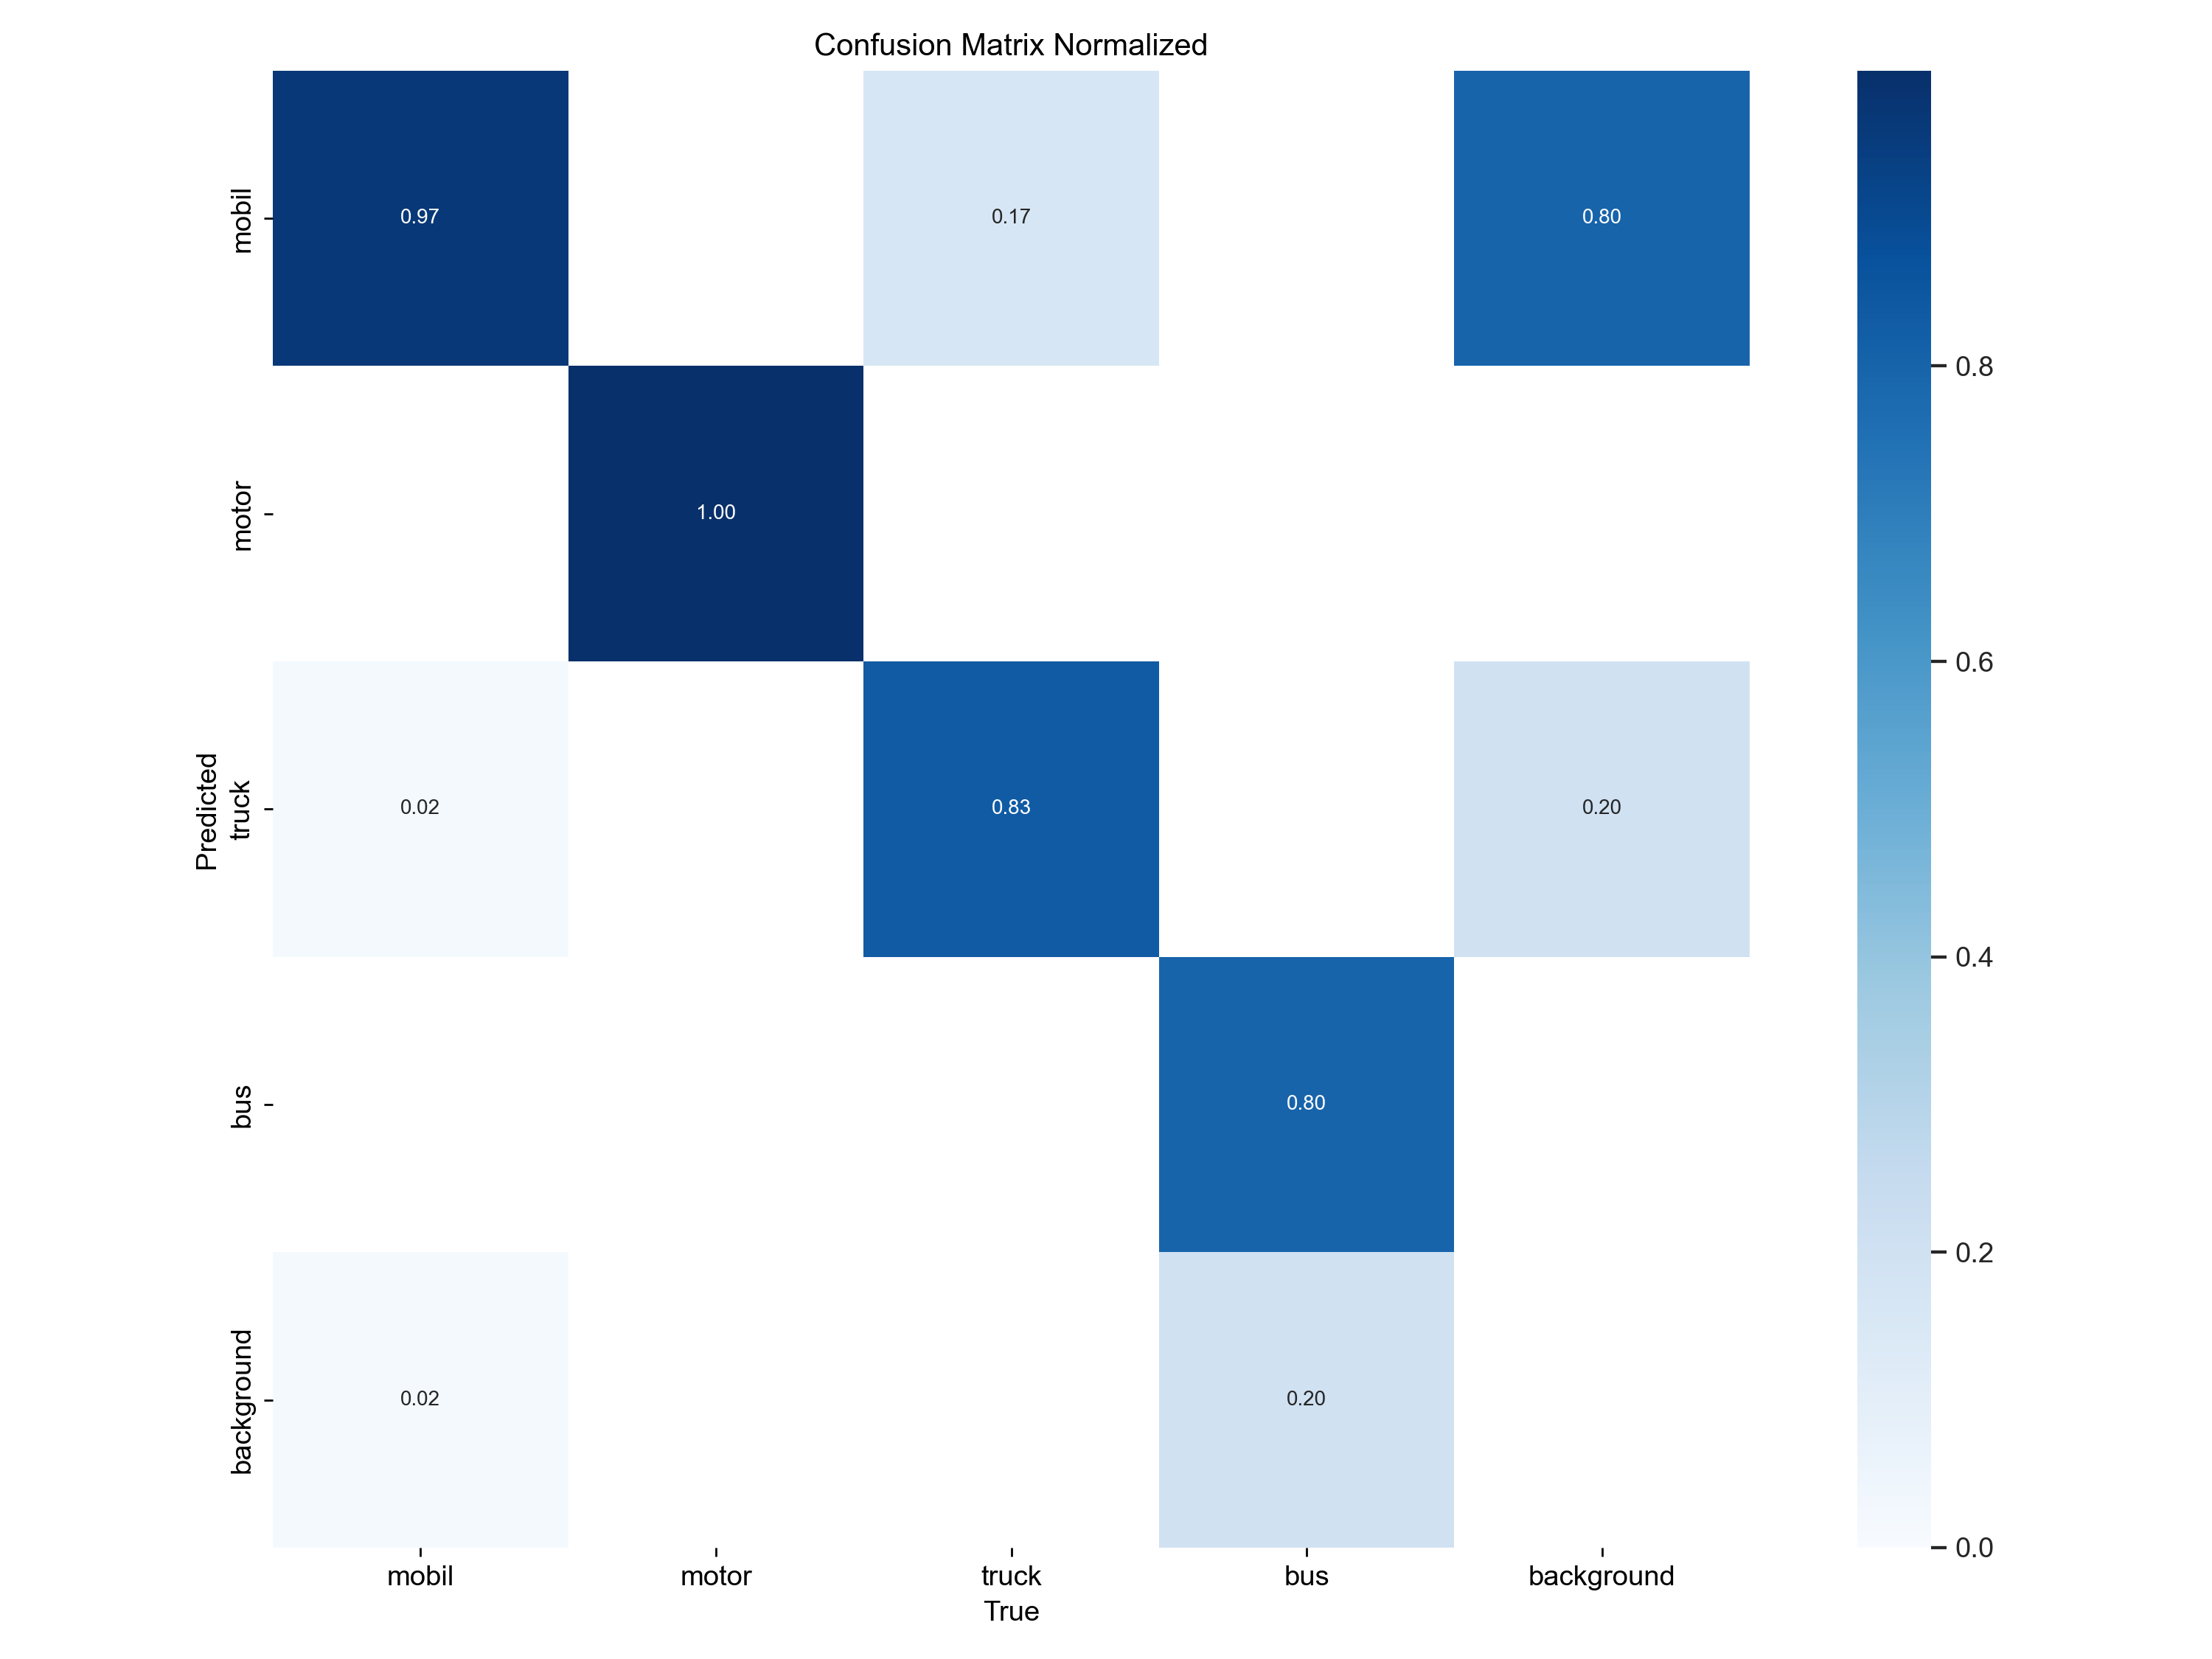 Confusion Matrix Normalized
mobil
0.97
0.17
0.80
0.8
motor
1.00
0.6
Predicted
truck
0.02
0.83
0.20
0.4
bus
0.80
0.2
background
0.02
0.20
0.0
mobil motor truck bus background
True